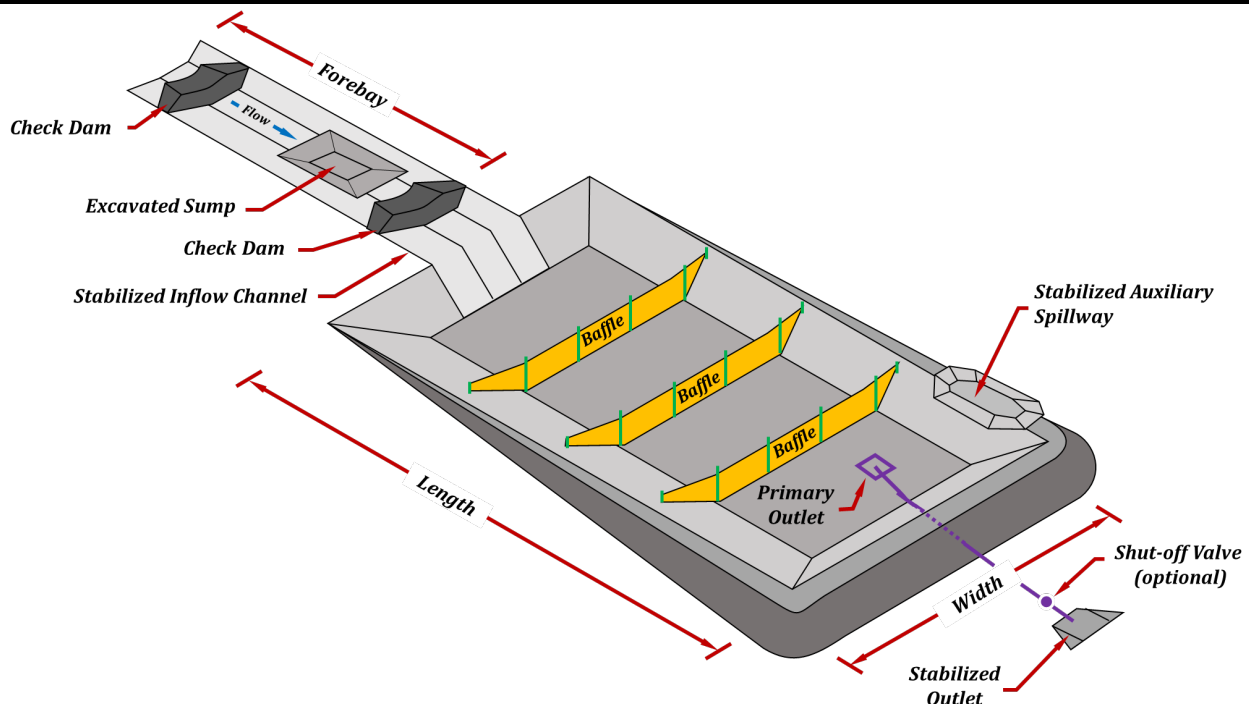 Forebay
Flow
Check Dam
Excavated Sump
Check Dam
Stabilized Inflow Channel
Stabilized Auxiliary
Spillway
Baffle
Baffle
Baffle
Primary
Outlet
Length
Width
Shut-off Valve
(optional)
Stabilized
Outlet